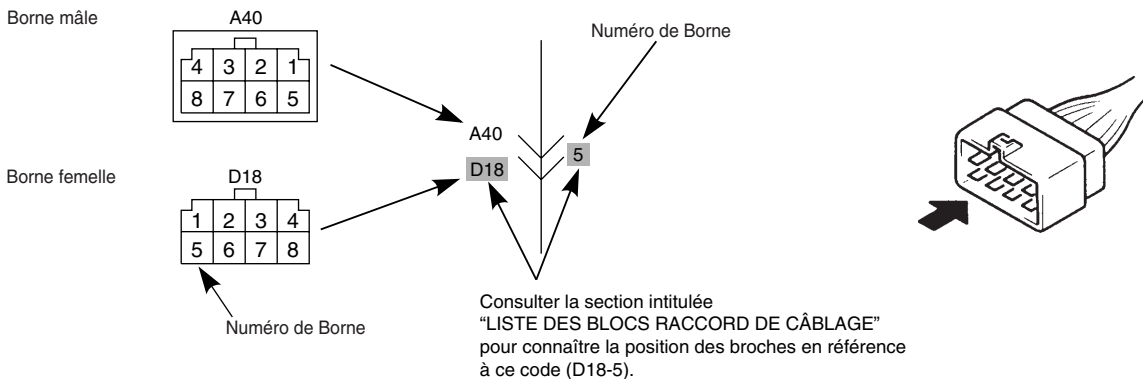 Borne mâle
A40
4 3 2 1
8 7 6 5
Numéro de Borne
A40
5
D18
Borne femelle
D18
1 2 3 4
5 6 7 8
Numéro de Borne
Consulter la section intitulée
“LISTE DES BLOCS RACCORD DE CÂBLAGE”
pour connaître la position des broches en référence
à ce code (D18-5).